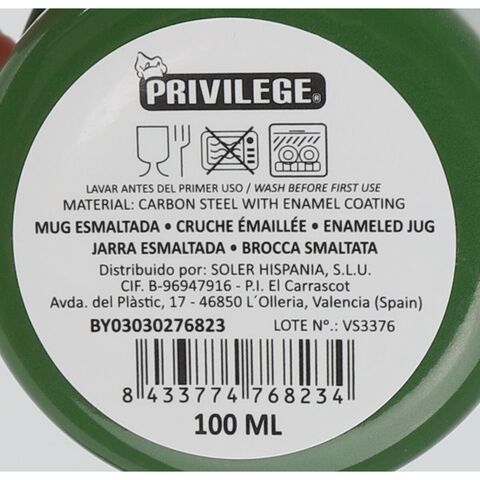 PRIVILEGE®
LAVAR ANTES DEL PRIMER USO / WASH BEFORE FIRST USE
MATERIAL: CARBON STEEL WITH ENAMEL COATING
MUG ESMALTADA • CRUCHE ÉMAILLÉE • ENAMELED JUG
JARRA ESMALTADA • BROCCA SMALTATA
Distribuido por: SOLER HISPANIA, S.L.U.
CIF. B-96947916 - P.I. El Carrascot
Avda. del Plàstic, 17 - 46850 L´Olleria, Valencia (Spain)
BY03030276823 LOTE Nº.: VS3376
8 433774 768234
100 ML